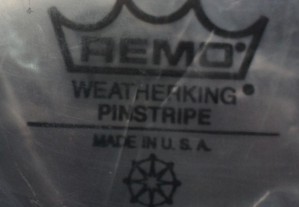 REMO®
WEATHERKING®
PINSTRIPE
MADE IN U.S.A.